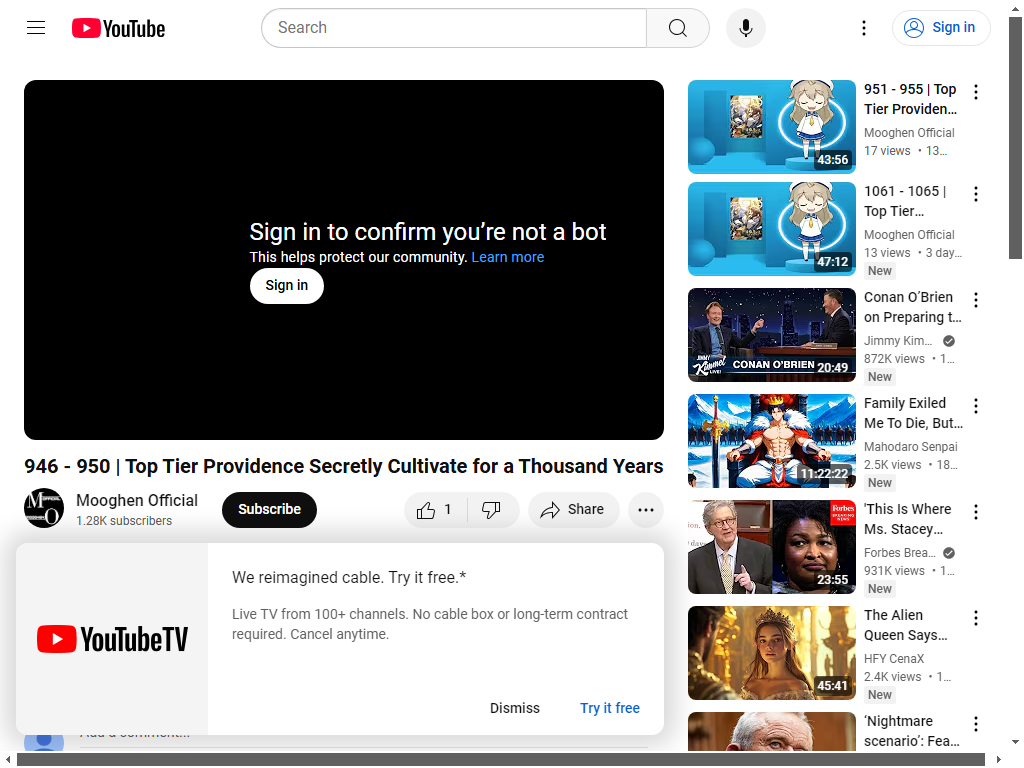 YouTube
Search
Sign in
Sign in to confirm you’re not a bot
This helps protect our community. Learn more
Sign in
946 - 950 | Top Tier Providence Secretly Cultivate for a Thousand Years
Mooghen Official
1.28K subscribers
Subscribe
1
Share
We reimagined cable. Try it free.*
Live TV from 100+ channels. No cable box or long-term contract
required. Cancel anytime.
YouTubeTV
Dismiss
Try it free
Add a comment...
43:56
951 - 955 | Top
Tier Providen...
Mooghen Official
17 views • 13...
47:12
1061 - 1065 |
Top Tier...
Mooghen Official
13 views • 3 day...
New
Jimmy
Kimmel
LIVE!
CONAN O'BRIEN
20:49
Conan O’Brien
on Preparing t...
Jimmy Kim...
872K views • 1...
New
11:22:22
Family Exiled
Me To Die, But...
Mahodaro Senpai
2.5K views • 18...
New
Forbes
BREAKING
NEWS
23:55
'This Is Where
Ms. Stacey...
Forbes Brea...
931K views • 1...
New
45:41
The Alien
Queen Says...
HFY CenaX
2.4K views • 1...
New
‘Nightmare
scenario’: Fea...